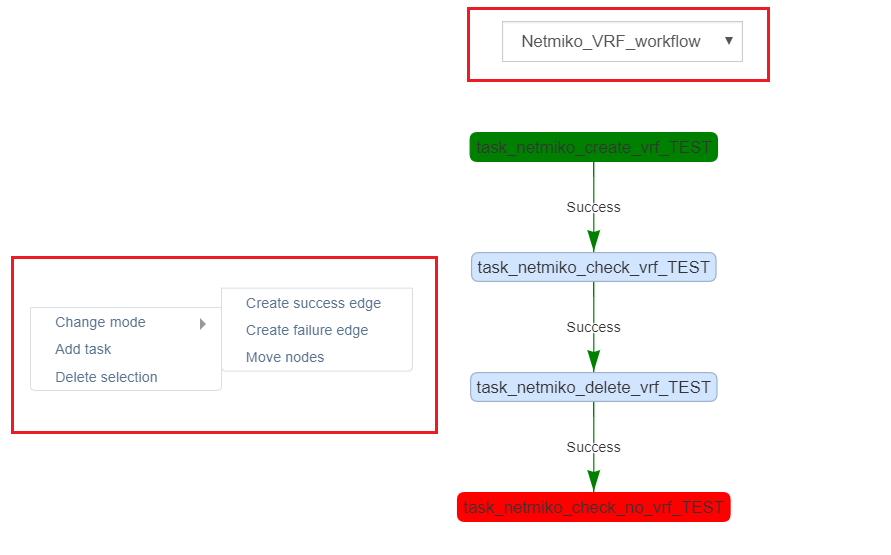 Netmiko_VRF_workflow
task_netmiko_create_vrf_TEST
Success
task_netmiko_check_vrf_TEST
Success
task_netmiko_delete_vrf_TEST
Success
task_netmiko_check_no_vrf_TEST
Change mode
Add task
Delete selection
Create success edge
Create failure edge
Move nodes